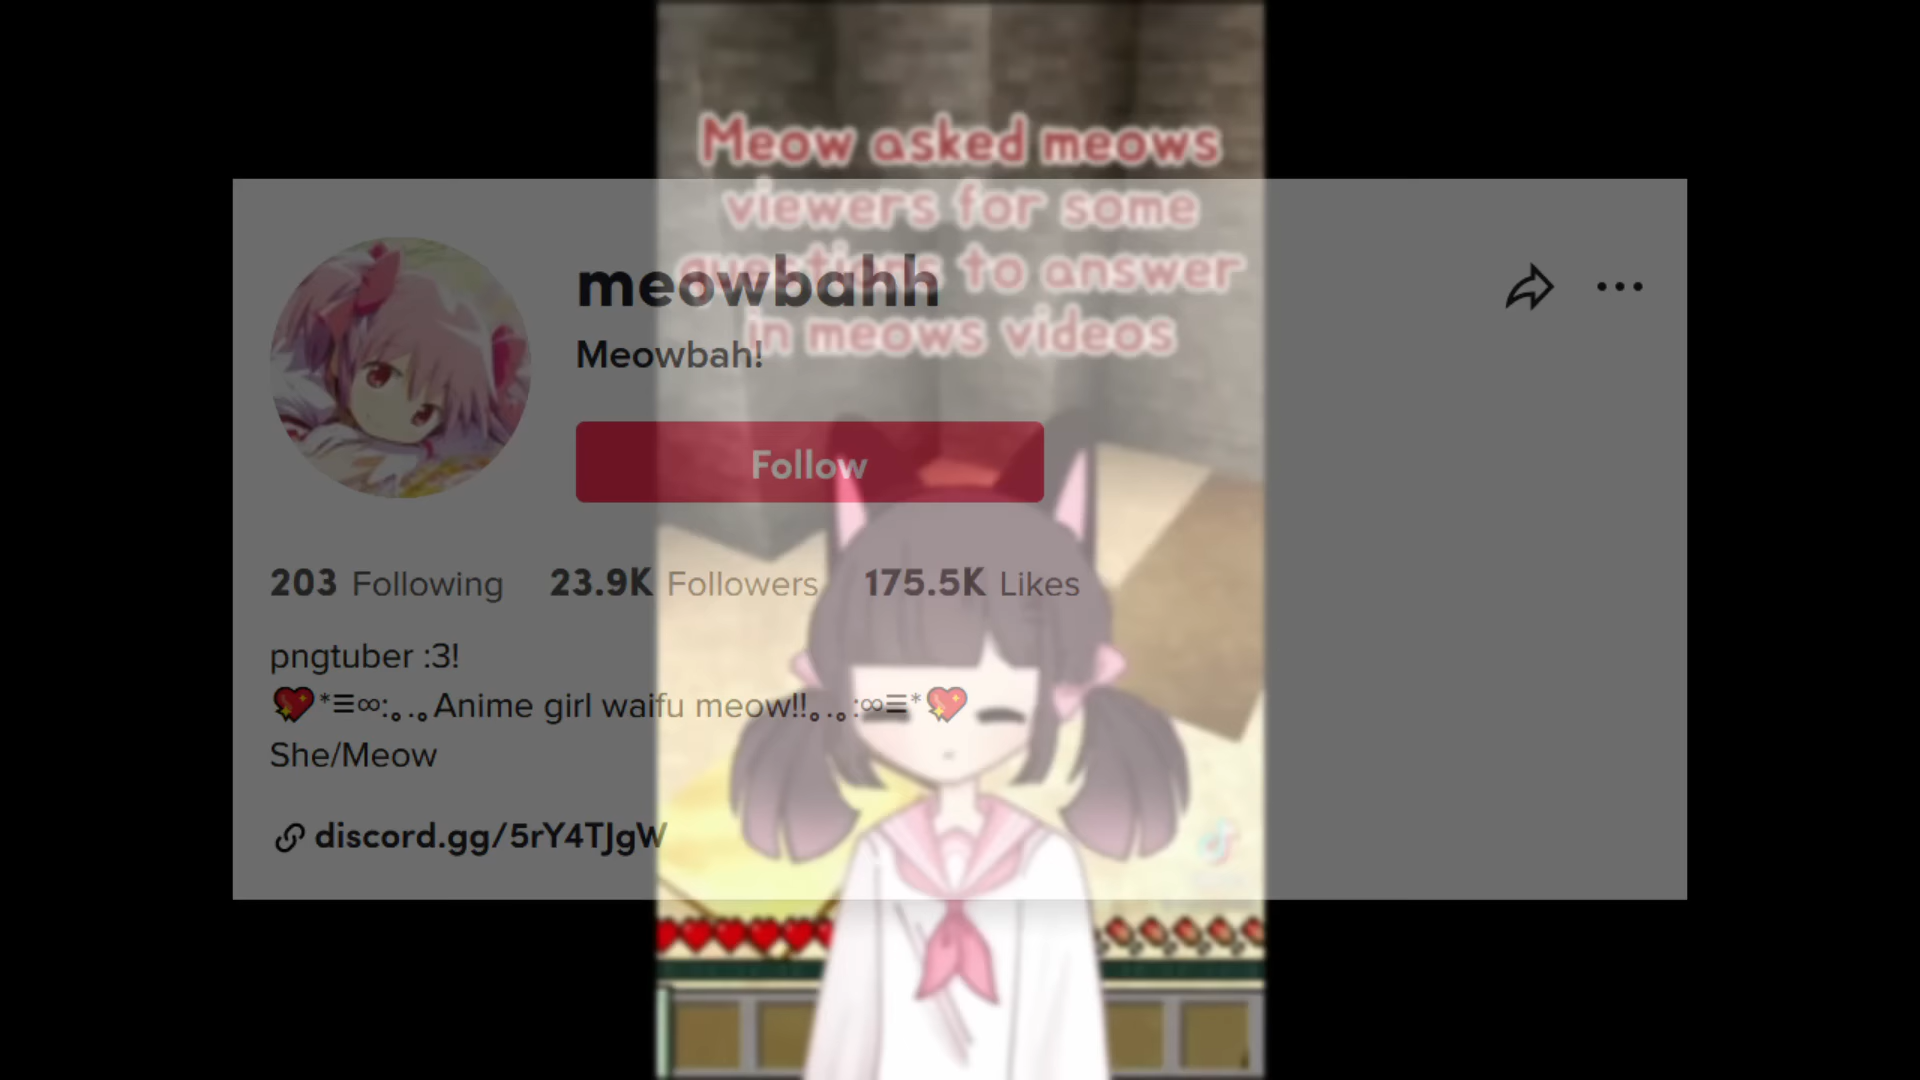 Meow asked meows
viewers for some
questions to answer
in meows videos
meowbahh
Meowbah!
Follow
203 Following 23.9K Followers 175.5K Likes
pngtuber :3!
💖*≡∞:｡.｡Anime girl waifu meow!!｡.｡:∞≡*💖
She/Meow
discord.gg/5rY4TJgW